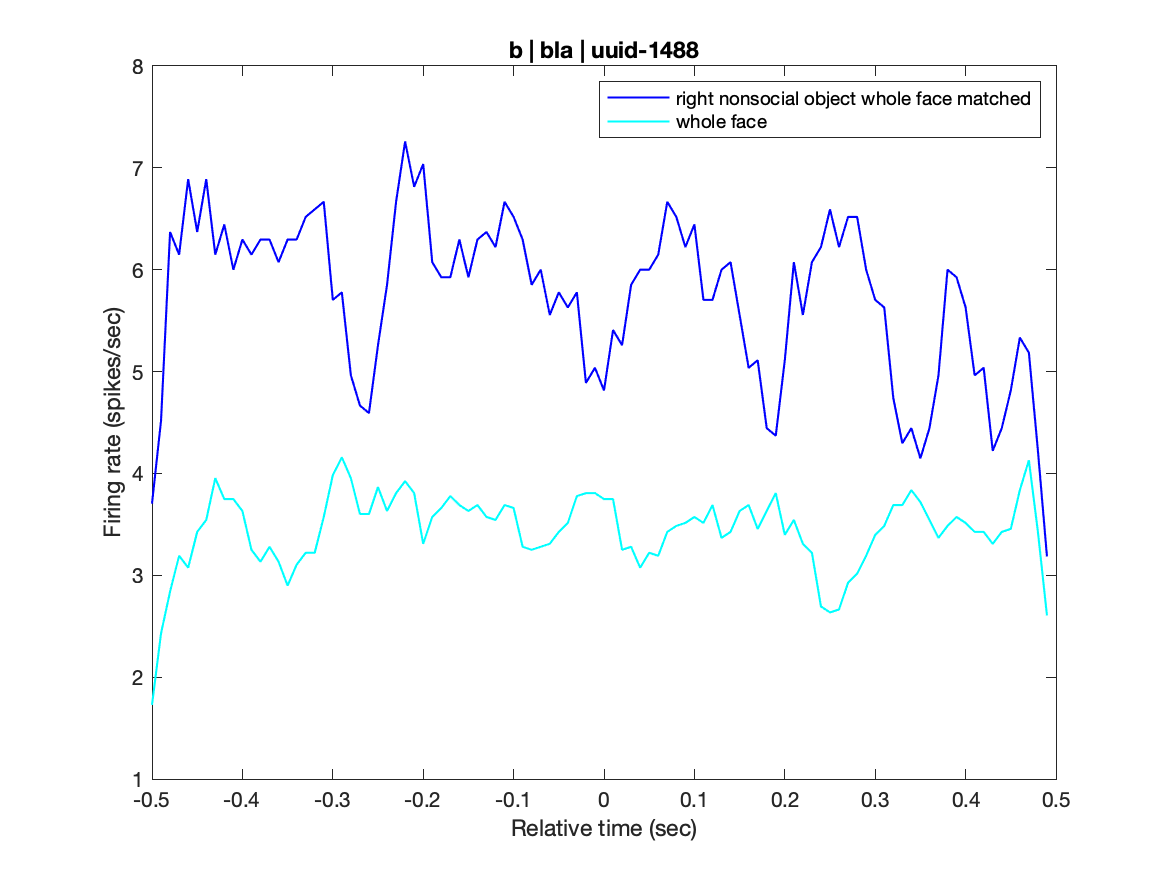 b | bla | uuid-1488
right nonsocial object whole face matched
whole face
8
7
6
5
4
3
2
1
Firing rate (spikes/sec)
-0.5 -0.4 -0.3 -0.2 -0.1 0 0.1 0.2 0.3 0.4 0.5
Relative time (sec)